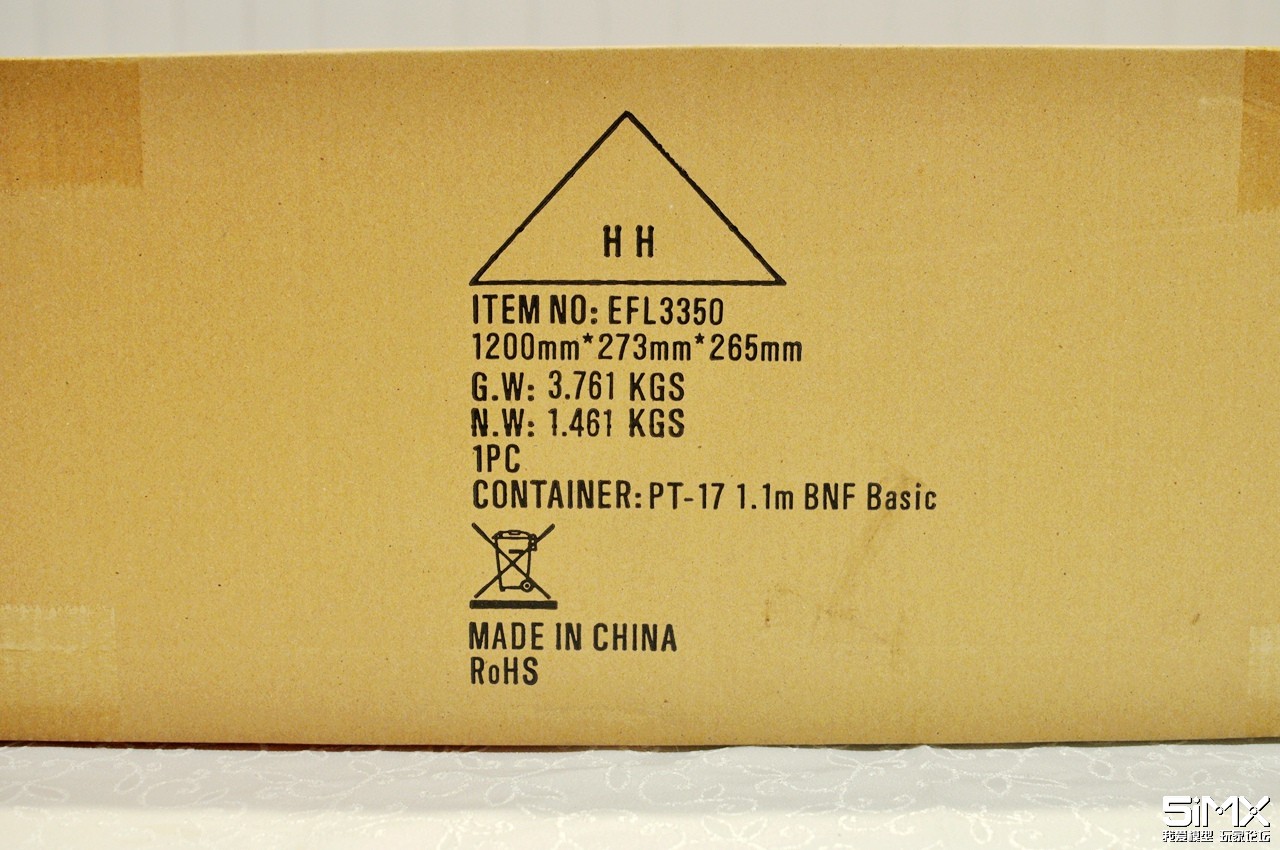 H H
ITEM NO: EFL3350
1200mm*273mm*265mm
G.W: 3.761 KGS
N.W: 1.461 KGS
1PC
CONTAINER: PT-17 1.1m BNF Basic
MADE IN CHINA
RoHS
5iMX
我爱模型 玩家论坛